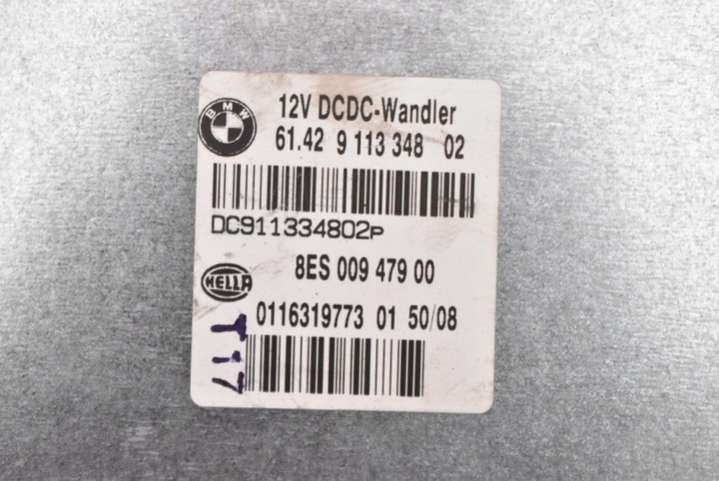 BMW
12V DCDC-Wandler
61.42 9 113 348 02
DC911334802P
8ES 009 479 00
HELLA
0116319773 01 50/08
T17